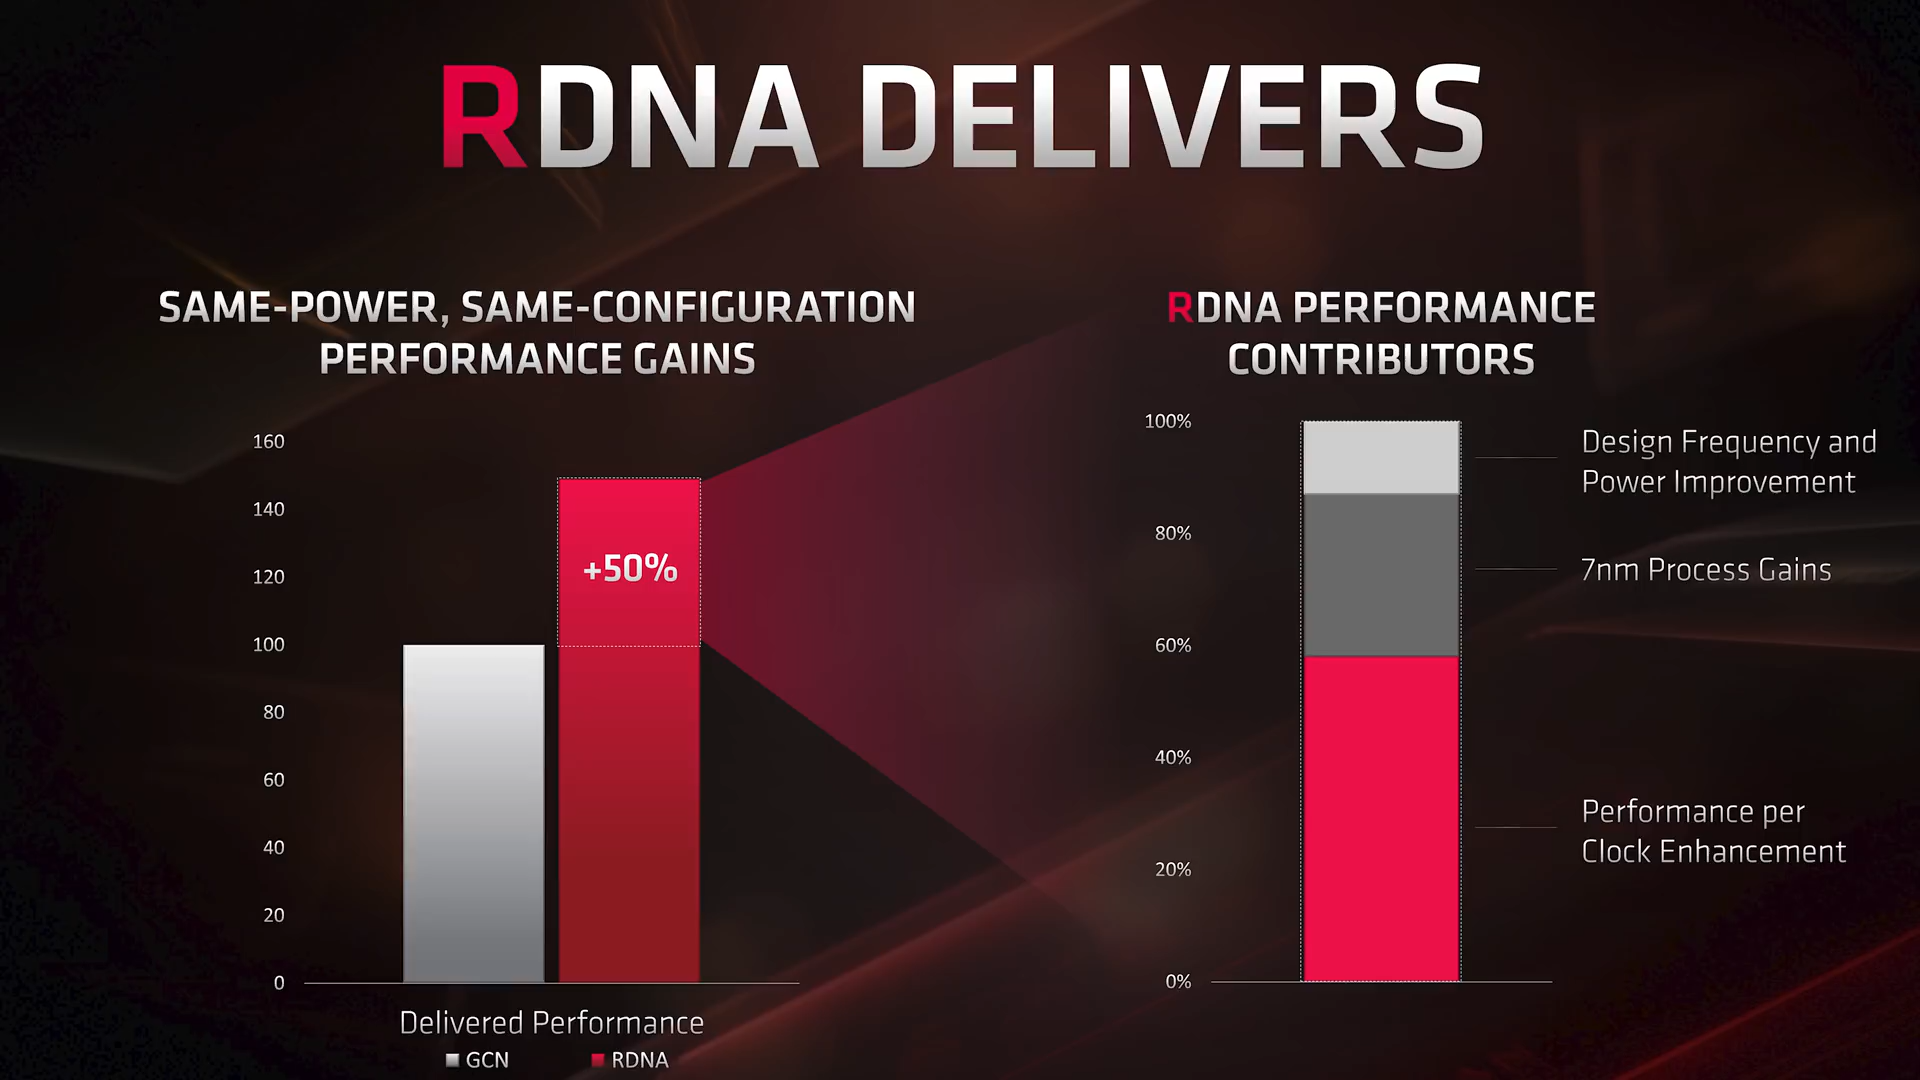 RDNA DELIVERS
SAME-POWER, SAME-CONFIGURATION
PERFORMANCE GAINS
160
140
120
100
80
60
40
20
0
+50%
Delivered Performance
GCN RDNA
RDNA PERFORMANCE
CONTRIBUTORS
100%
80%
60%
40%
20%
0%
Design Frequency and
Power Improvement
7nm Process Gains
Performance per
Clock Enhancement